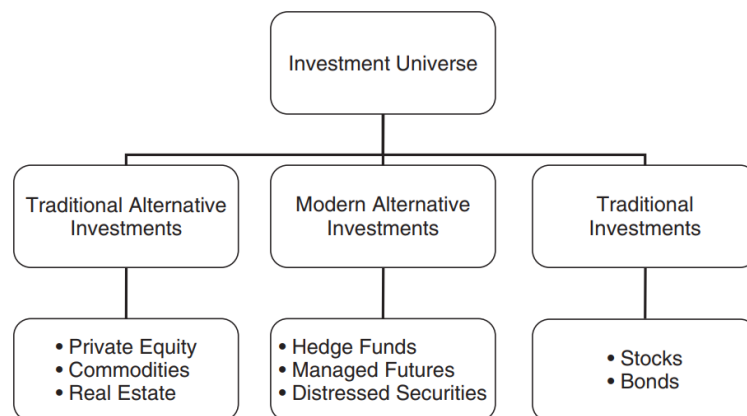 Investment Universe
Traditional Alternative
Investments
Modern Alternative
Investments
Traditional
Investments
• Private Equity
• Commodities
• Real Estate
• Hedge Funds
• Managed Futures
• Distressed Securities
• Stocks
• Bonds